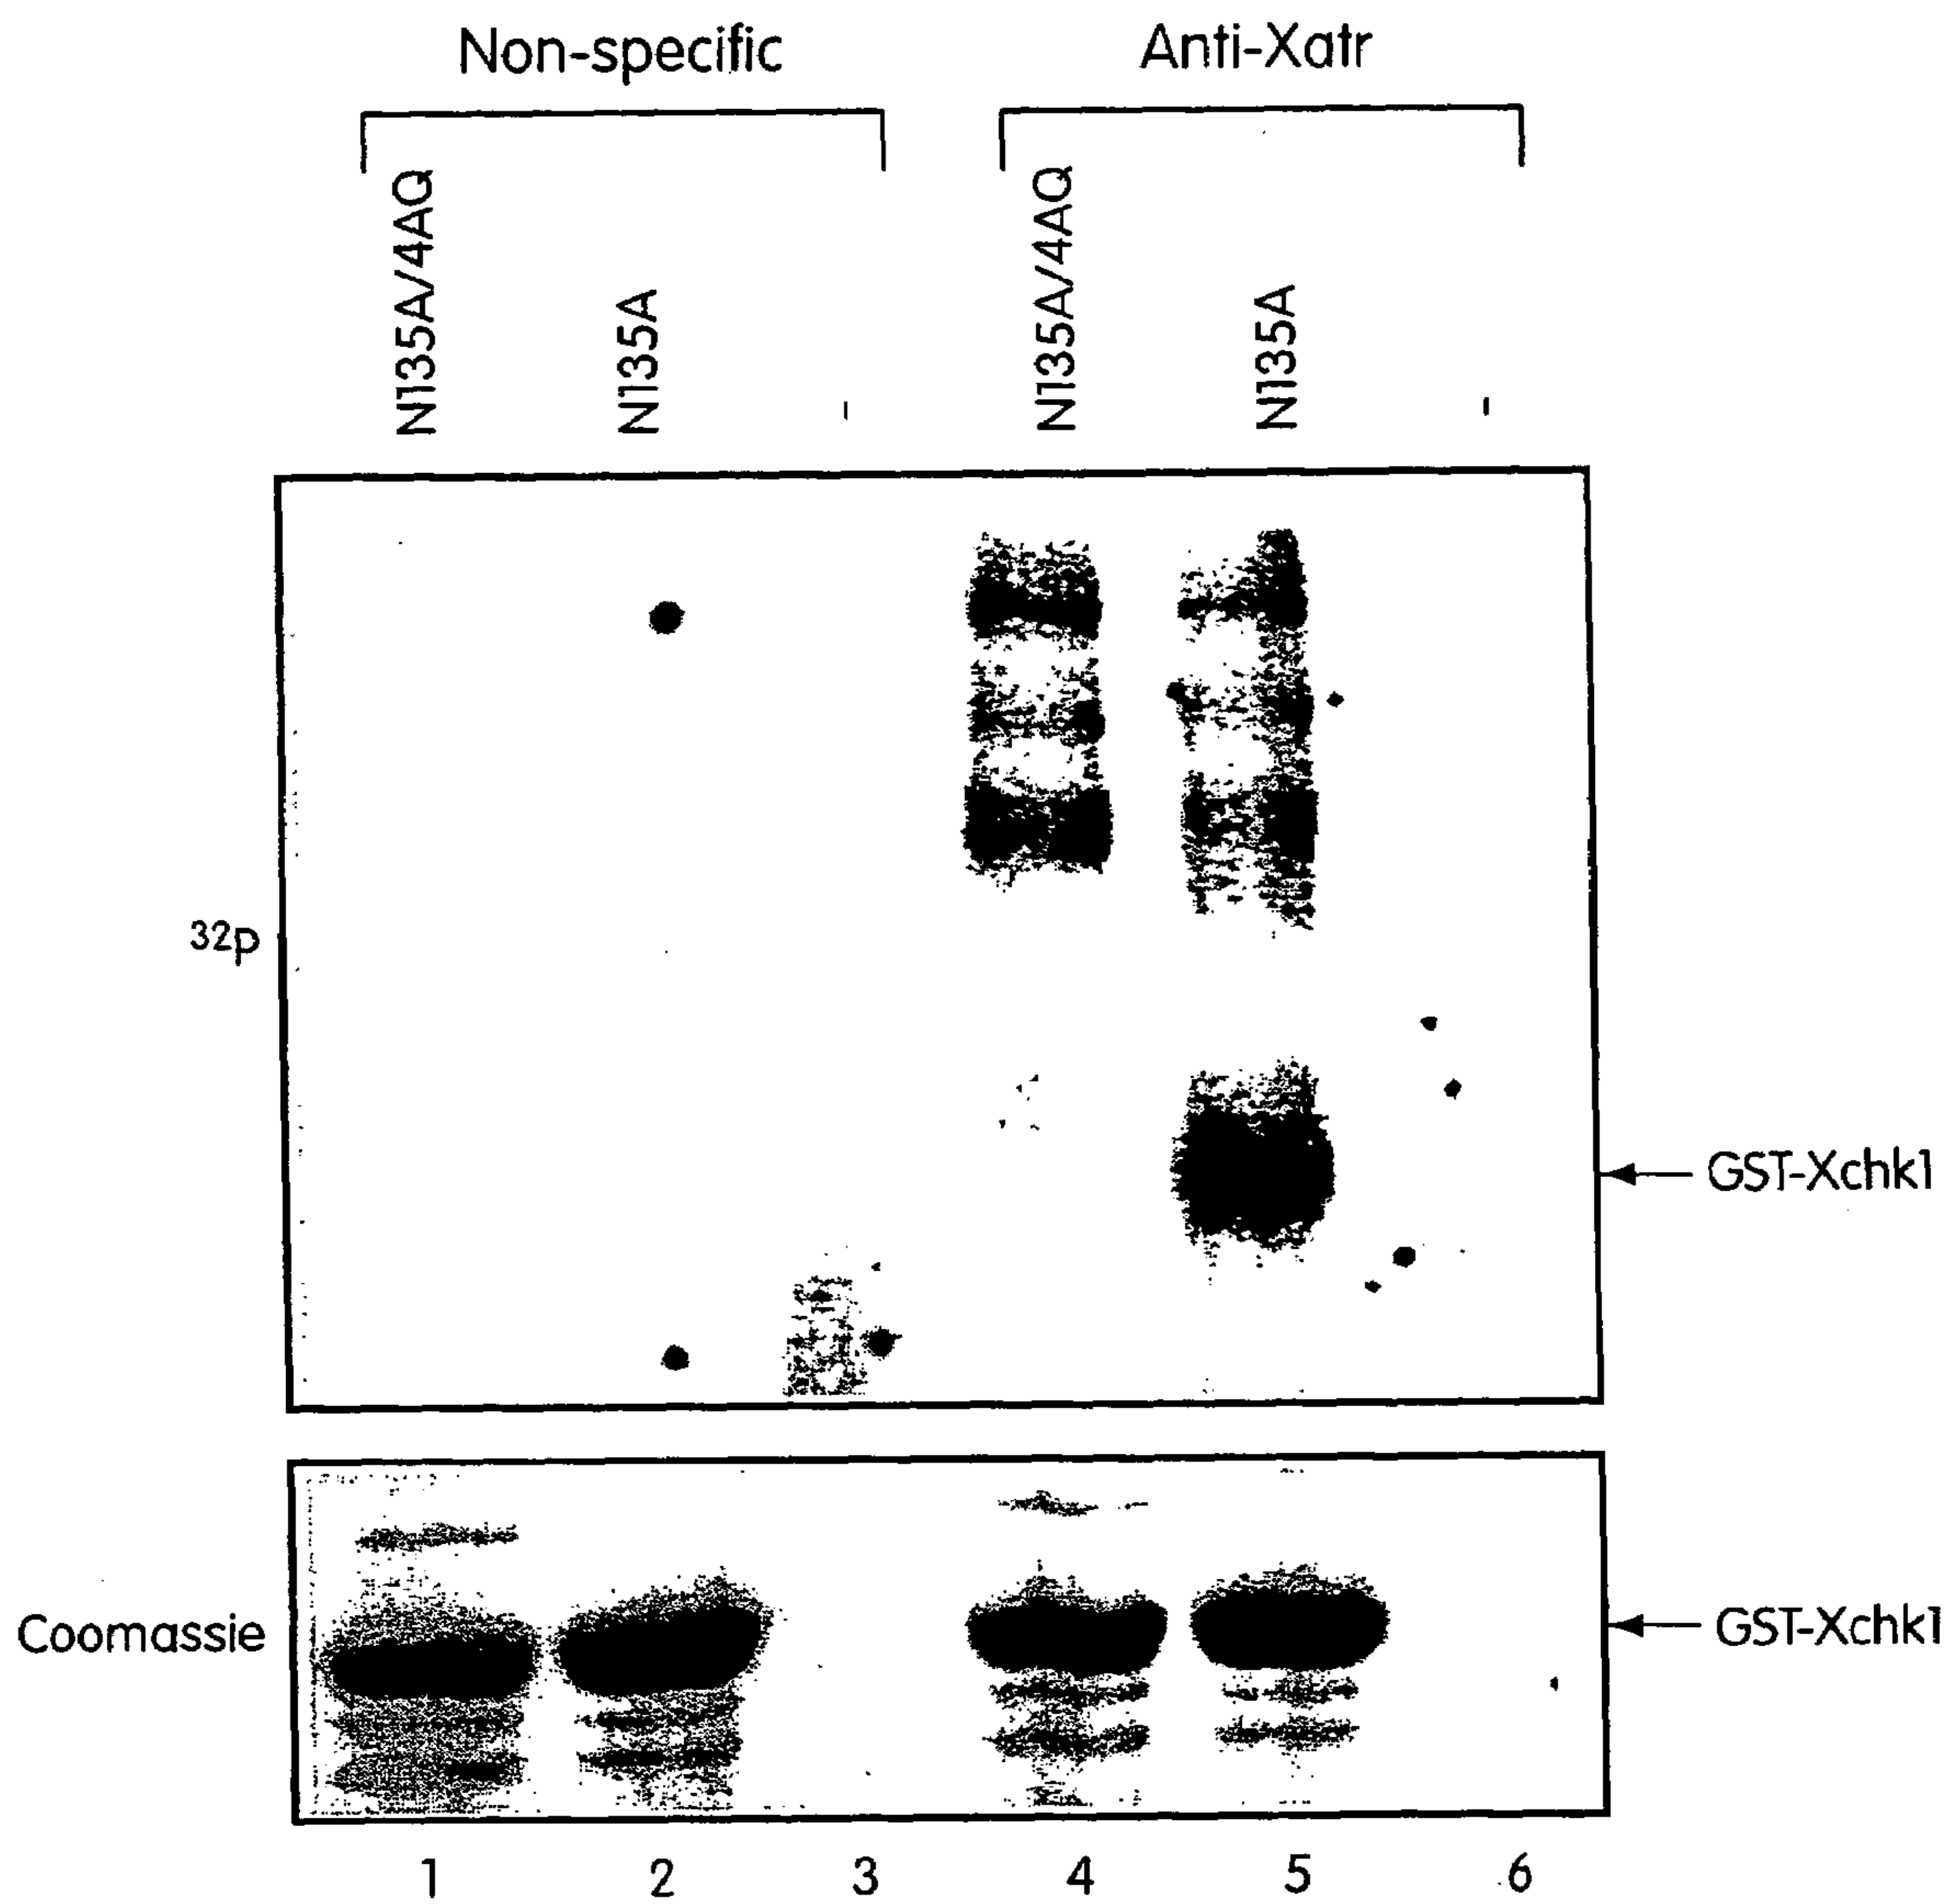 Non-specific Anti-Xatr
N135A/4AQ N135A - N135A/4AQ N135A -
32p
GST-Xchk1
Coomassie
GST-Xchk1
1 2 3 4 5 6